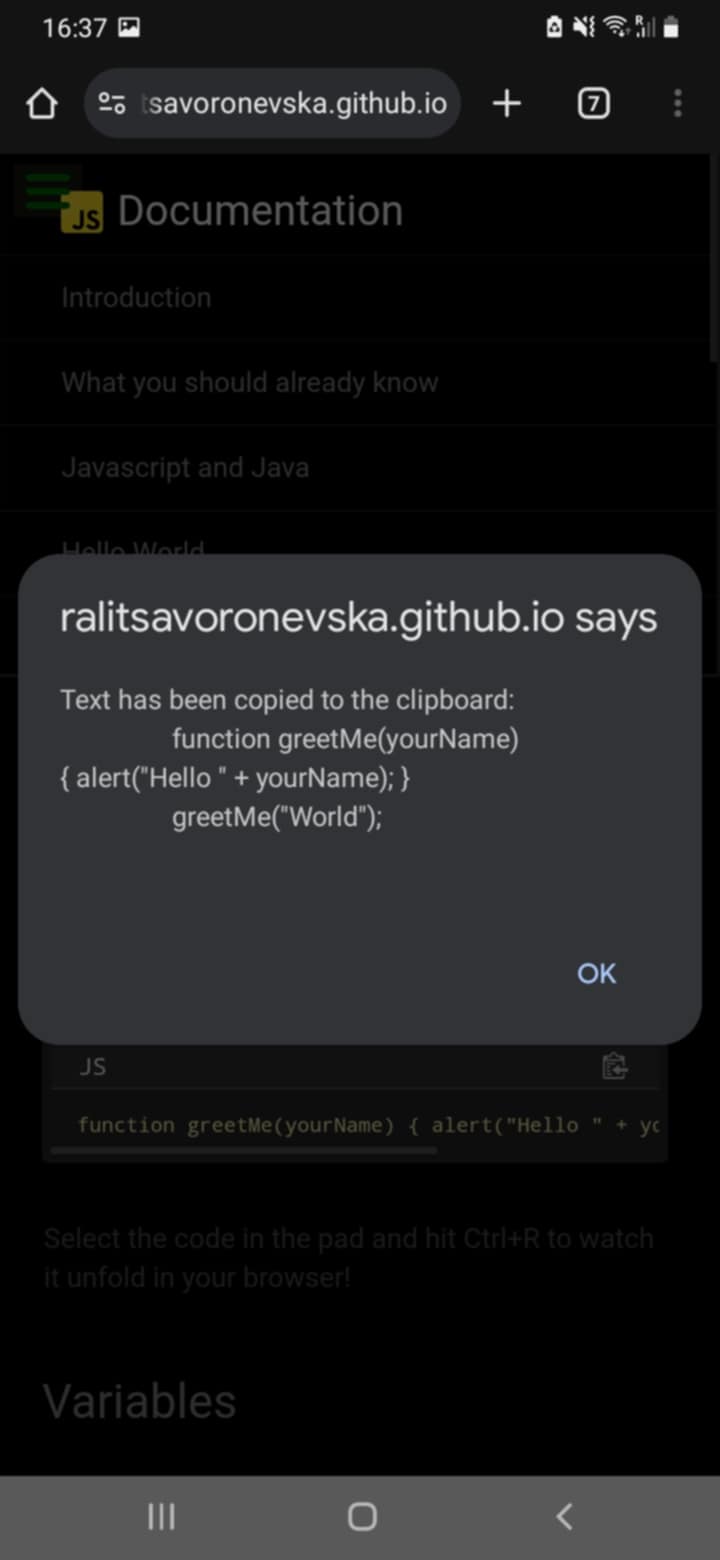 16:37
R
tsavoronevska.github.io
7
JS Documentation
Introduction
What you should already know
Javascript and Java
Hello World
ralitsavoronevska.github.io says
Text has been copied to the clipboard:
function greetMe(yourName)
{ alert("Hello " + yourName); }
greetMe("World");
OK
JS
function greetMe(yourName) { alert("Hello " + yo
Select the code in the pad and hit Ctrl+R to watch
it unfold in your browser!
Variables